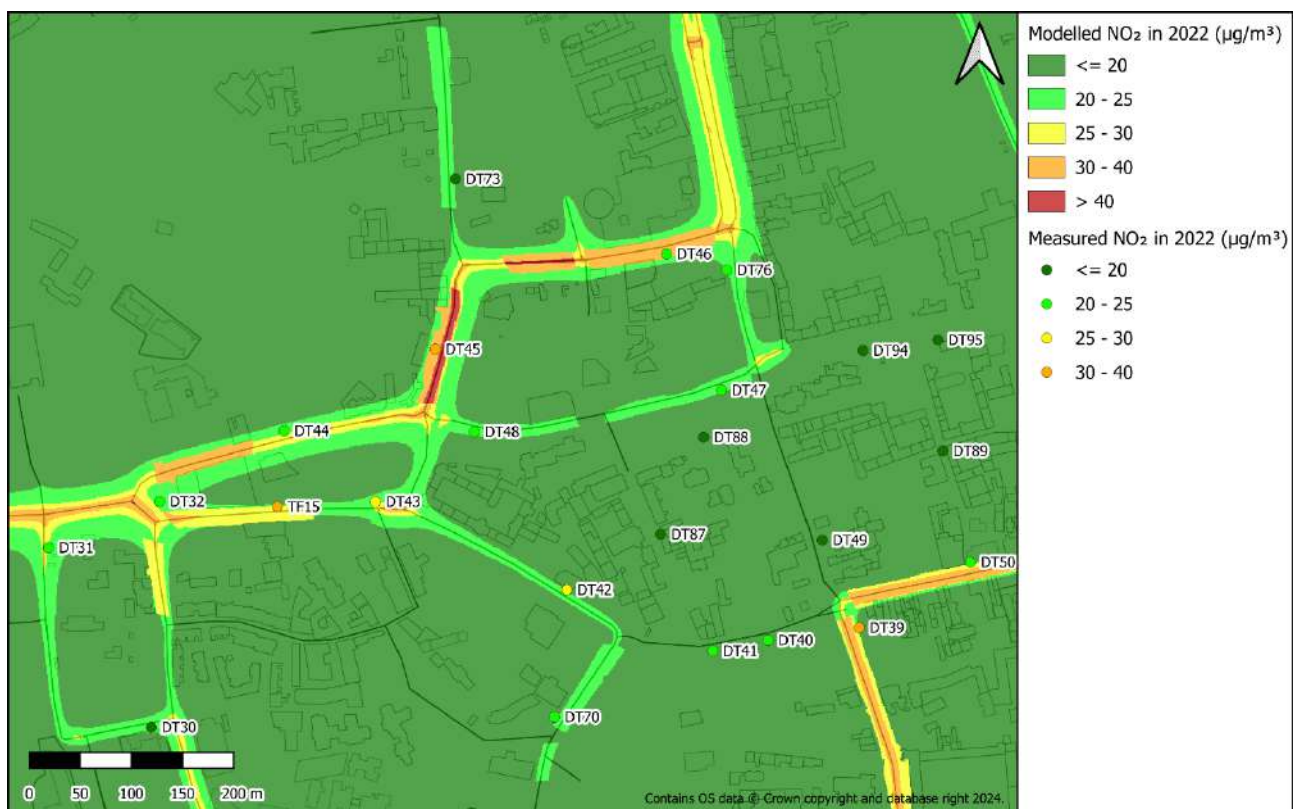 DT73
DT46
DT76
DT45
DT94
DT95
DT47
DT44
DT48
DT88
DT89
DT32
TF15
DT43
DT31
DT87
DT49
DT50
DT42
DT39
DT40
DT41
DT70
DT30
0 50 100 150 200 m
Contains OS data © Crown copyright and database right 2024.
Modelled NO₂ in 2022 (µg/m³)
<= 20
20 - 25
25 - 30
30 - 40
> 40
Measured NO₂ in 2022 (µg/m³)
<= 20
20 - 25
25 - 30
30 - 40